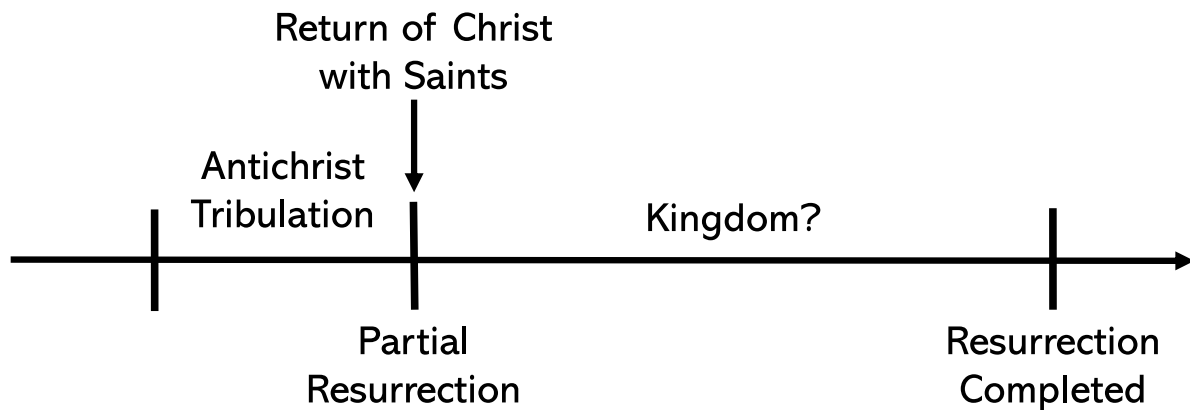 Return of Christ
with Saints
Antichrist
Tribulation
Kingdom?
Partial
Resurrection
Resurrection
Completed